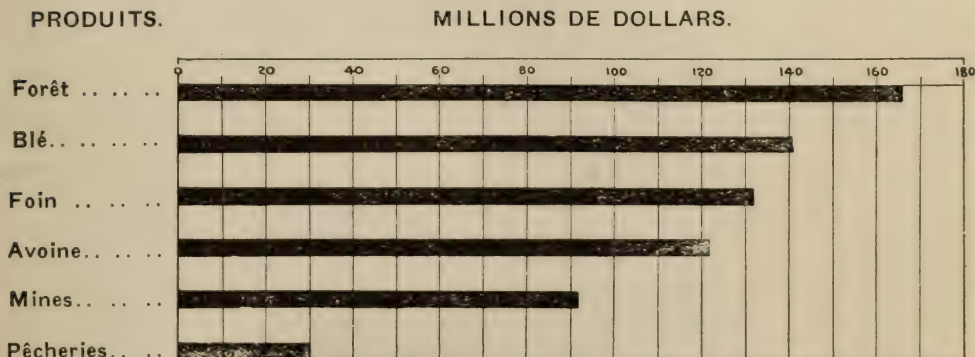 PRODUITS. MILLIONS DE DOLLARS.
0 20 40 60 80 100 120 140 160 180
Forêt .. .. ..
Blé.. .. .. ..
Foin .. .. ..
Avoine.. .. ..
Mines.. .. ..
Pêcheries.. ..